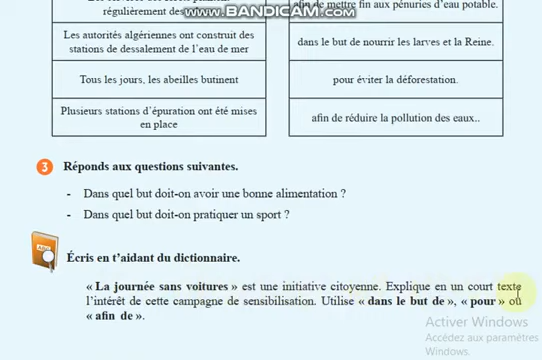 régulièrement des
WWW.BANDICAM.COM
afin de mettre fin aux pénuries d'eau potable.
Les autorités algériennes ont construit des
stations de dessalement de l'eau de mer
dans le but de nourrir les larves et la Reine.
Tous les jours, les abeilles butinent
pour éviter la déforestation.
Plusieurs stations d'épuration ont été mises
en place
afin de réduire la pollution des eaux..
3 Réponds aux questions suivantes.
- Dans quel but doit-on avoir une bonne alimentation ?
- Dans quel but doit-on pratiquer un sport ?
Écris en t'aidant du dictionnaire.
« La journée sans voitures » est une initiative citoyenne. Explique en un court texte
l'intérêt de cette campagne de sensibilisation. Utilise « dans le but de », « pour » où
« afin de ».
Activer Windows
Accédez aux paramètres
Windows.